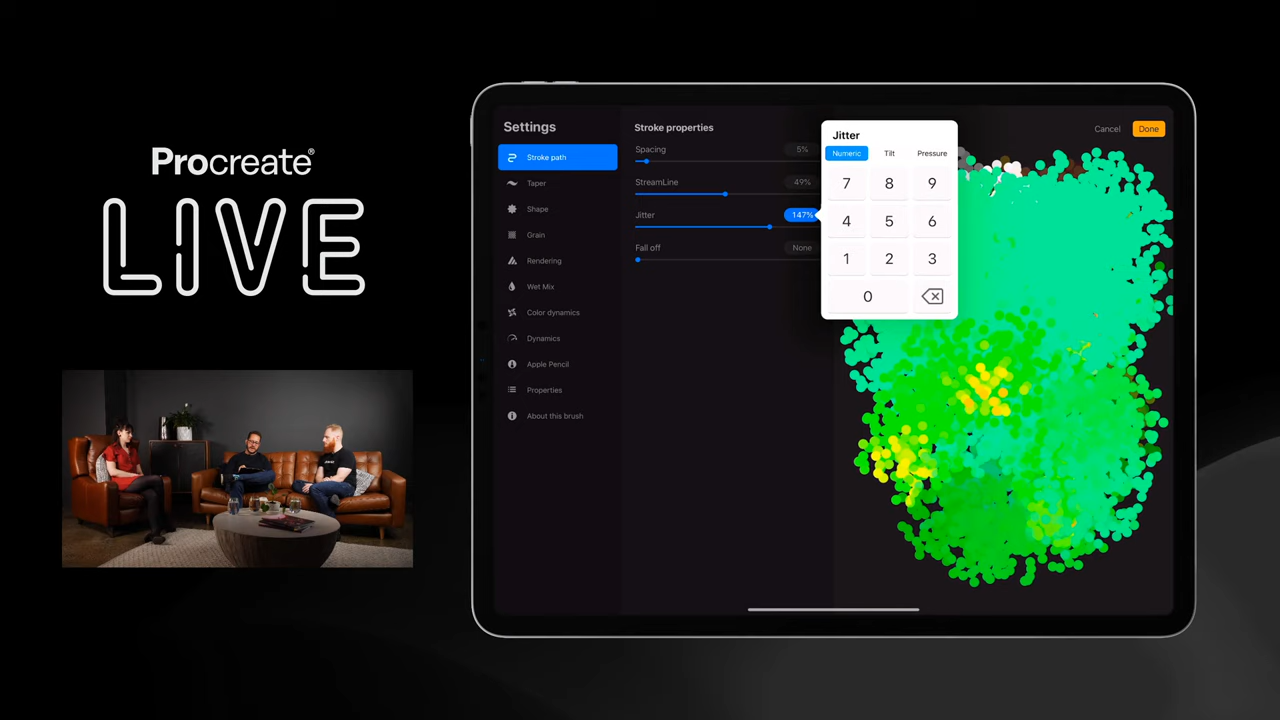 Procreate®
LIVE
Settings
Stroke path
Taper
Shape
Grain
Rendering
Wet Mix
Color dynamics
Dynamics
Apple Pencil
Properties
About this brush
Stroke properties
Spacing 5%
StreamLine 49%
Jitter 147%
Fall off None
Jitter
Numeric Tilt Pressure
7 8 9
4 5 6
1 2 3
0
Cancel Done